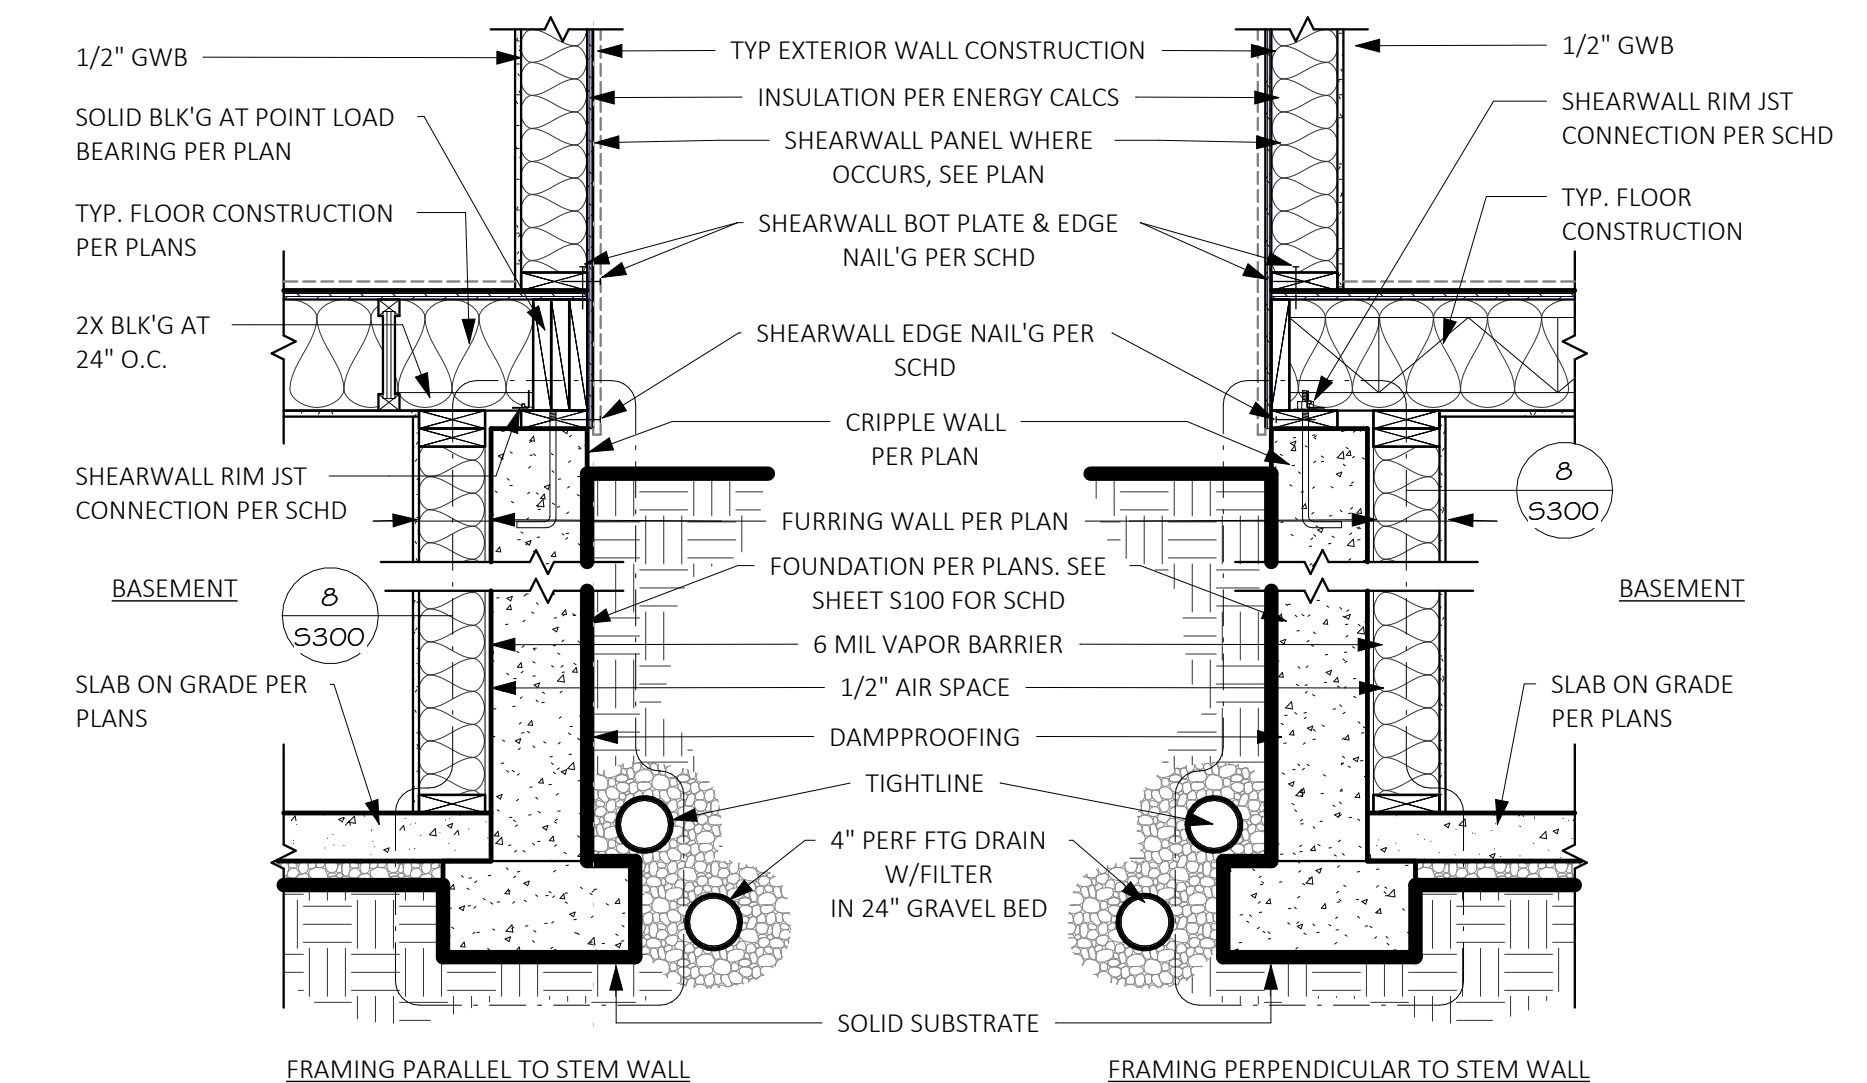 1/2" GWB
SOLID BLK'G AT POINT LOAD
BEARING PER PLAN
TYP. FLOOR CONSTRUCTION
PER PLANS
2X BLK'G AT
24" O.C.
SHEARWALL RIM JST
CONNECTION PER SCHD
BASEMENT
8
S300
SLAB ON GRADE PER
PLANS
TYP EXTERIOR WALL CONSTRUCTION
INSULATION PER ENERGY CALCS
SHEARWALL PANEL WHERE
OCCURS, SEE PLAN
SHEARWALL BOT PLATE & EDGE
NAIL'G PER SCHD
SHEARWALL EDGE NAIL'G PER
SCHD
CRIPPLE WALL
PER PLAN
FURRING WALL PER PLAN
FOUNDATION PER PLANS. SEE
SHEET S100 FOR SCHD
6 MIL VAPOR BARRIER
1/2" AIR SPACE
DAMPPROOFING
TIGHTLINE
4" PERF FTG DRAIN
W/FILTER
IN 24" GRAVEL BED
SOLID SUBSTRATE
1/2" GWB
SHEARWALL RIM JST
CONNECTION PER SCHD
TYP. FLOOR
CONSTRUCTION
8
S300
BASEMENT
SLAB ON GRADE
PER PLANS
FRAMING PARALLEL TO STEM WALL
FRAMING PERPENDICULAR TO STEM WALL